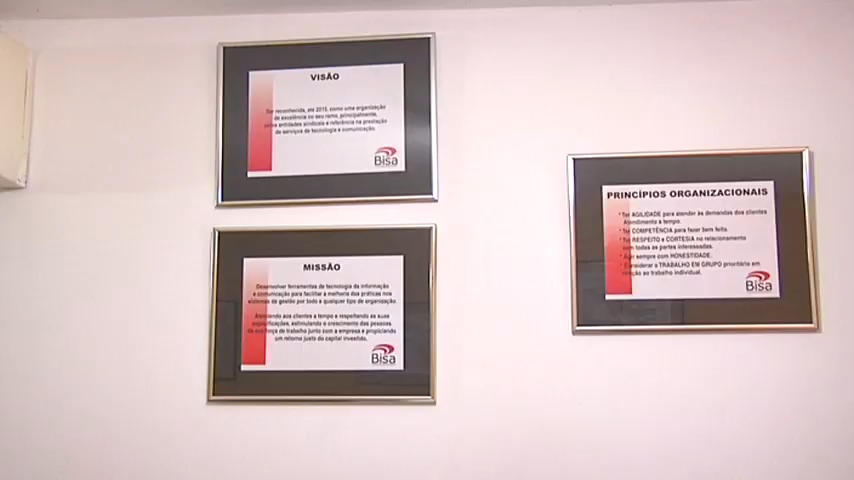 VISÃO
Ser reconhecida, até 2015, como uma organização
de excelência no seu ramo, principalmente,
entidades sindicais e referência na prestação
de serviços de tecnologia e comunicação.
Bisa
MISSÃO
Desenvolver ferramentas de tecnologia da informação
e comunicação para facilitar a melhoria das práticas nos
sistemas de gestão por todo e qualquer tipo de organização.
Atendendo aos clientes a tempo e respeitando as suas
especificações, estimulando o crescimento das pessoas
da sua força de trabalho junto com a empresa e propiciando
um retorno justo do capital investido.
Bisa
PRINCÍPIOS ORGANIZACIONAIS
* Ter AGILIDADE para atender às demandas dos clientes
Atendimento a tempo.
* Ter COMPETÊNCIA para fazer bem feito.
* Ter RESPEITO e CORTESIA no relacionamento
com todas as partes interessadas.
* Agir sempre com HONESTIDADE.
* Considerar o TRABALHO EM GRUPO prioritário em
relação ao trabalho individual.
Bisa